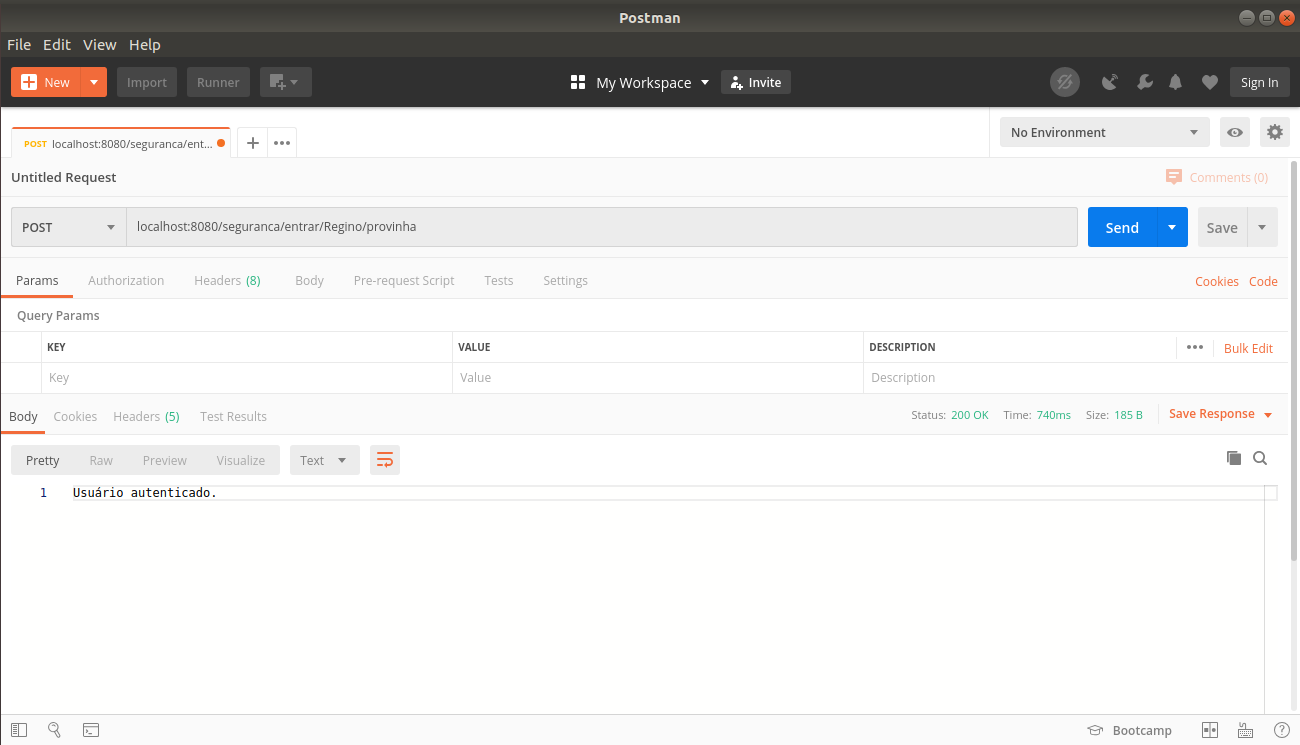 Postman
File Edit View Help
New Import Runner My Workspace Invite Sign In
POST localhost:8080/seguranca/ent... No Environment
Untitled Request Comments (0)
POST localhost:8080/seguranca/entrar/Regino/provinha Send Save
Params Authorization Headers (8) Body Pre-request Script Tests Settings Cookies Code
Query Params
KEY VALUE DESCRIPTION Bulk Edit
Key Value Description
Body Cookies Headers (5) Test Results Status: 200 OK Time: 740ms Size: 185 B Save Response
Pretty Raw Preview Visualize Text
1 Usuário autenticado.
Bootcamp